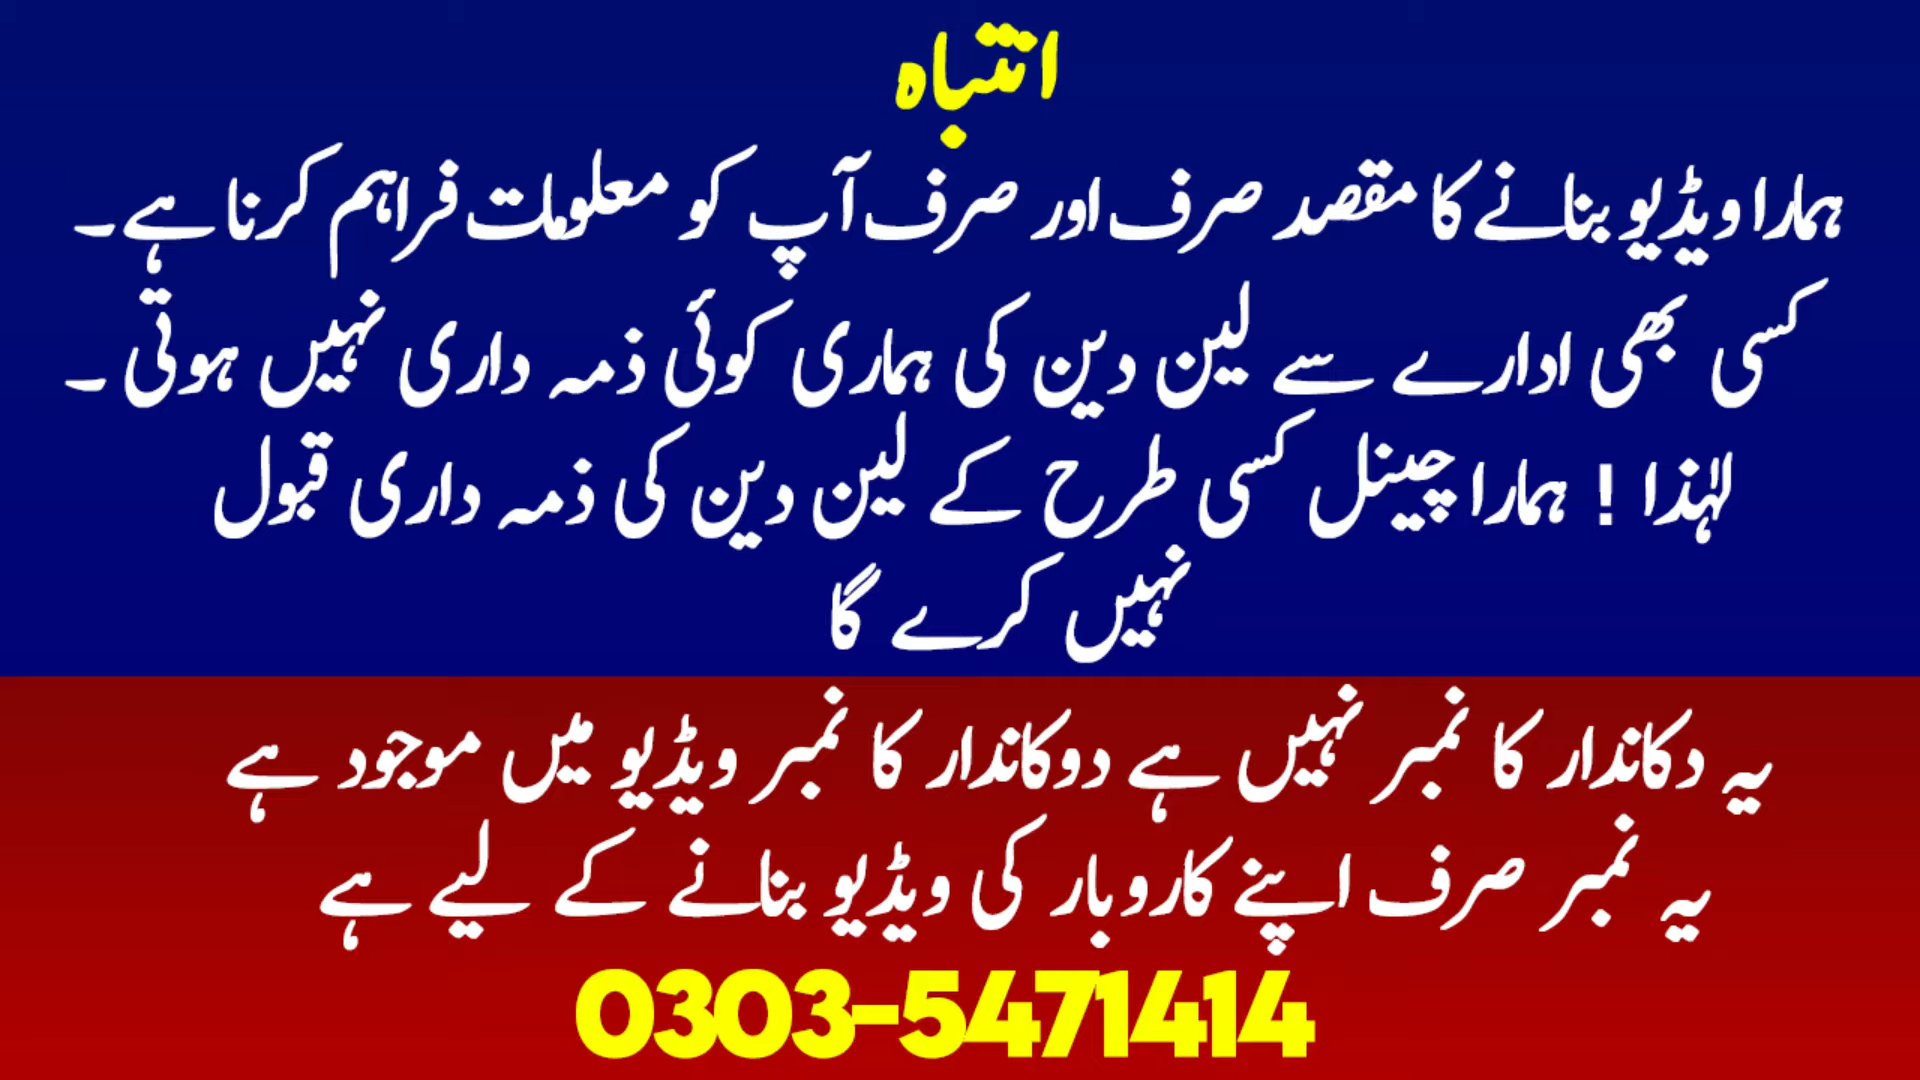 انتباہ
ہمارا ویڈیو بنانے کا مقصد صرف اور صرف آپ کو معلومات فراہم کرنا ہے۔
کسی بھی ادارے سے لین دین کی ہماری کوئی ذمہ داری نہیں ہوتی ۔
لہٰذا ! ہمارا چینل کسی طرح کے لین دین کی ذمہ داری قبول
نہیں کرے گا
یہ دکاندار کا نمبر نہیں ہے دوکاندار کا نمبر ویڈیو میں موجود ہے
یہ نمبر صرف اپنے کاروبار کی ویڈیو بنانے کے لیے ہے
0303-5471414